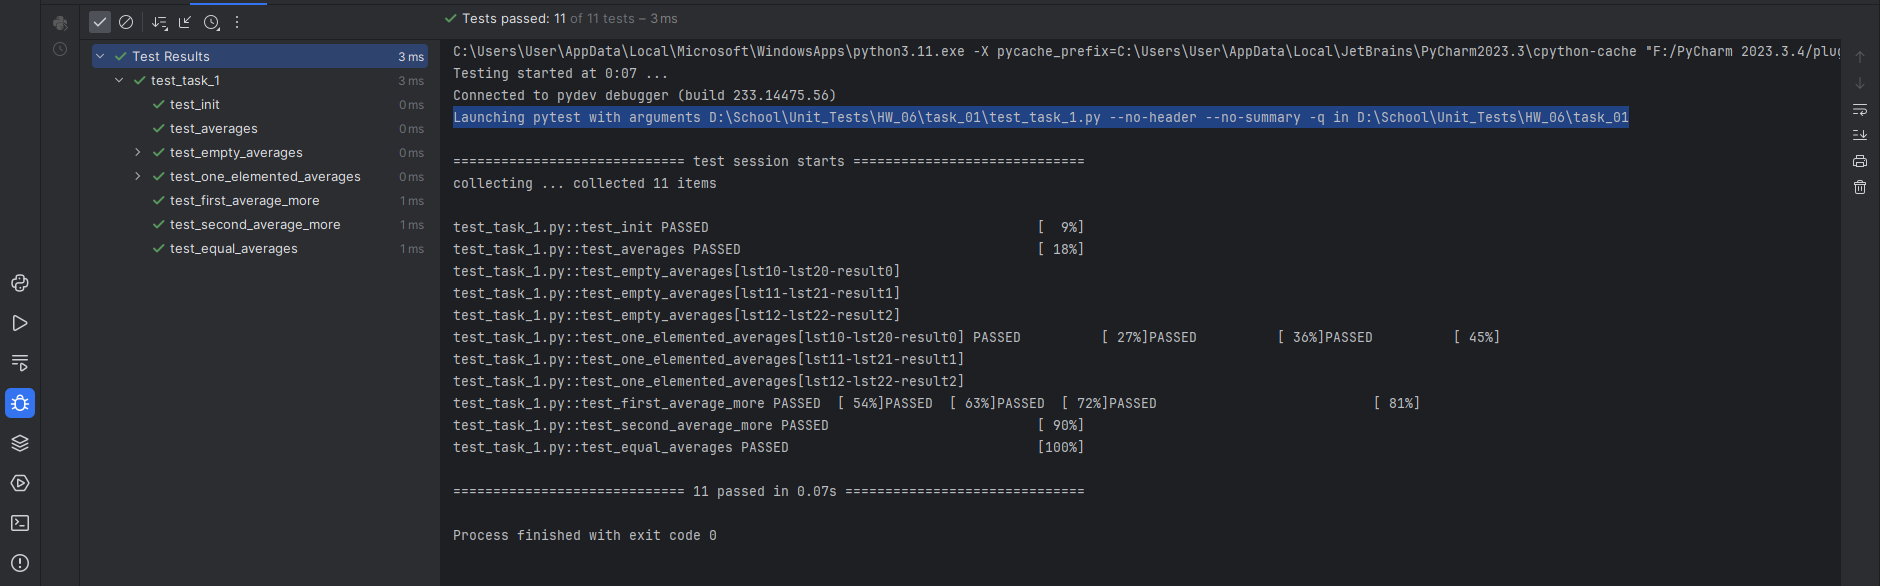 Tests passed: 11 of 11 tests – 3 ms
Test Results 3 ms
test_task_1 3 ms
test_init 0 ms
test_averages 0 ms
test_empty_averages 0 ms
test_one_elemented_averages 0 ms
test_first_average_more 1 ms
test_second_average_more 1 ms
test_equal_averages 1 ms
C:\Users\User\AppData\Local\Microsoft\WindowsApps\python3.11.exe -X pycache_prefix=C:\Users\User\AppData\Local\JetBrains\PyCharm2023.3\cpython-cache "F:/PyCharm 2023.3.4/plug
Testing started at 0:07 ...
Connected to pydev debugger (build 233.14475.56)
Launching pytest with arguments D:\School\Unit_Tests\HW_06\task_01\test_task_1.py --no-header --no-summary -q in D:\School\Unit_Tests\HW_06\task_01
============================= test session starts =============================
collecting ... collected 11 items
test_task_1.py::test_init PASSED [  9%]
test_task_1.py::test_averages PASSED [ 18%]
test_task_1.py::test_empty_averages[lst10-lst20-result0]
test_task_1.py::test_empty_averages[lst11-lst21-result1]
test_task_1.py::test_empty_averages[lst12-lst22-result2]
test_task_1.py::test_one_elemented_averages[lst10-lst20-result0] PASSED [ 27%]PASSED [ 36%]PASSED [ 45%]
test_task_1.py::test_one_elemented_averages[lst11-lst21-result1]
test_task_1.py::test_one_elemented_averages[lst12-lst22-result2]
test_task_1.py::test_first_average_more PASSED [ 54%]PASSED [ 63%]PASSED [ 72%]PASSED [ 81%]
test_task_1.py::test_second_average_more PASSED [ 90%]
test_task_1.py::test_equal_averages PASSED [100%]
============================= 11 passed in 0.07s ==============================
Process finished with exit code 0